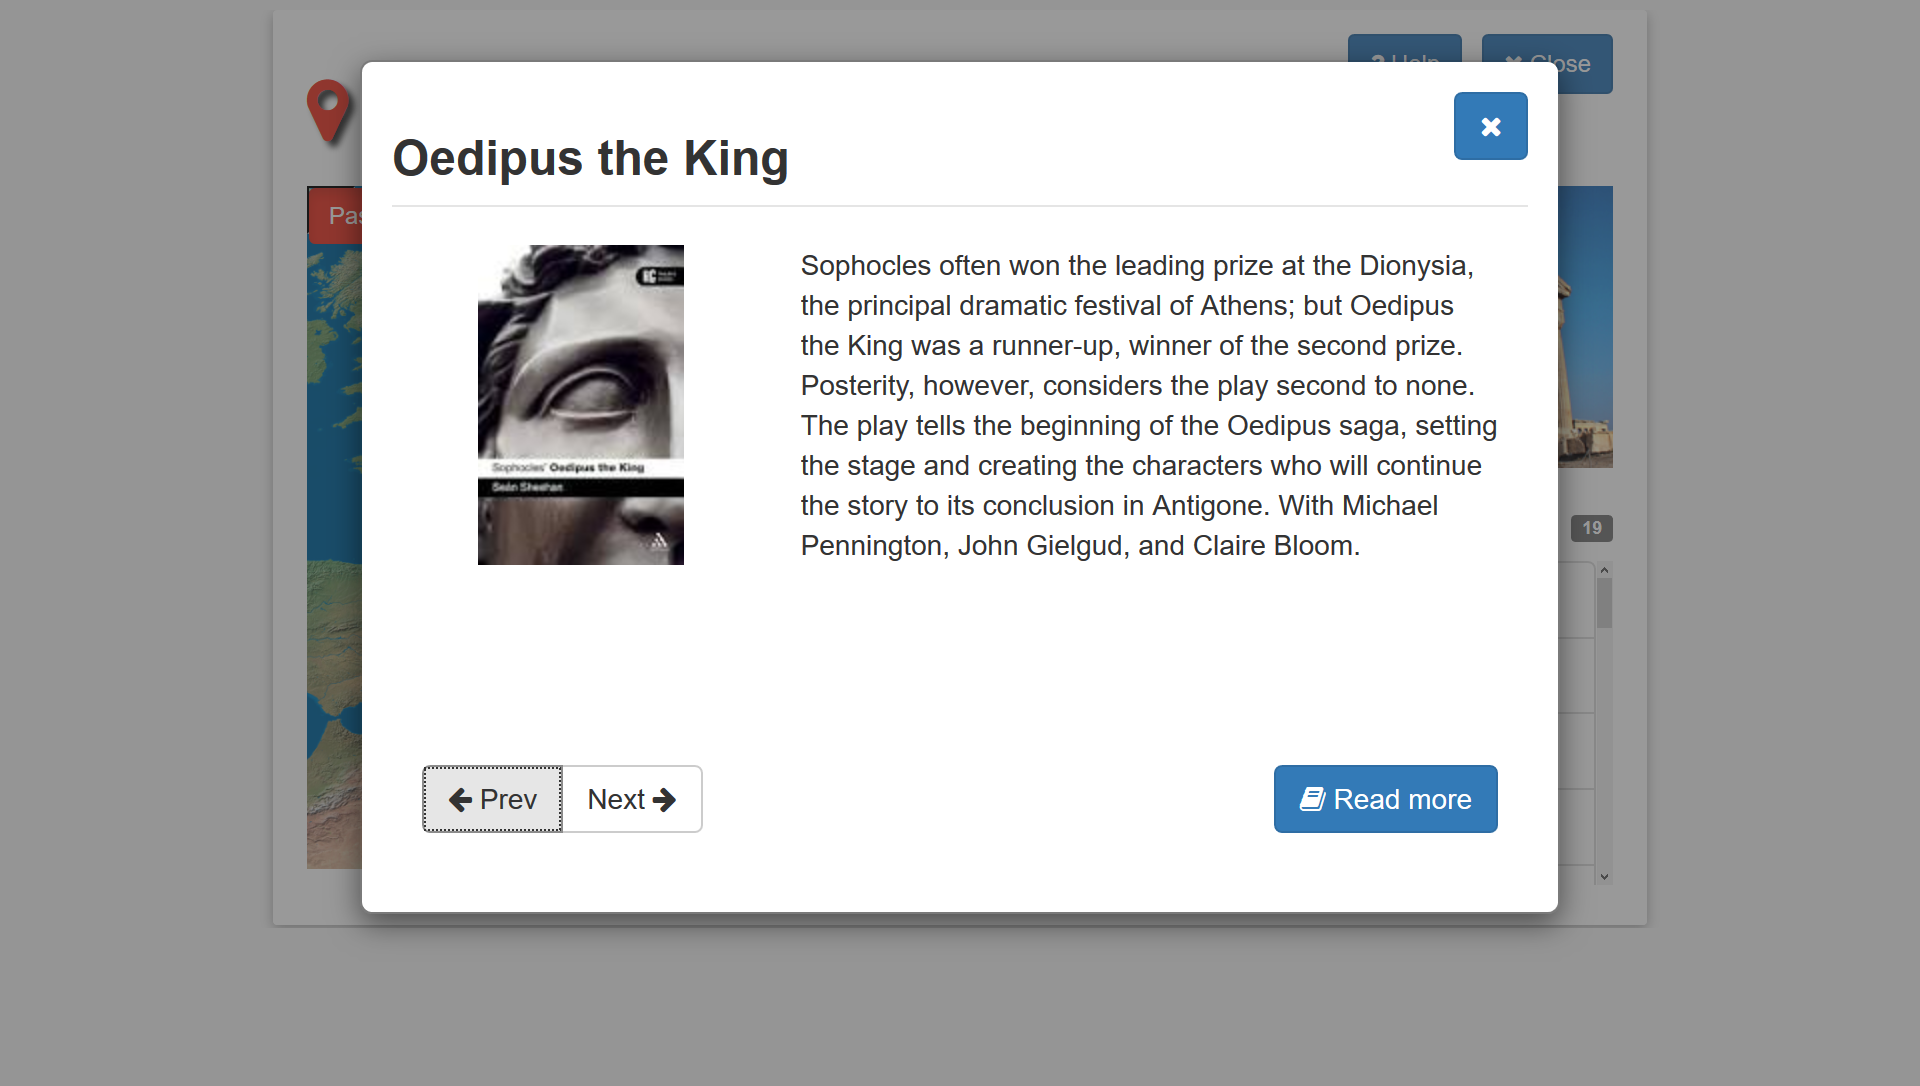 Help
Close
Oedipus the King
Pas
Sophocles often won the leading prize at the Dionysia,
the principal dramatic festival of Athens; but Oedipus
the King was a runner-up, winner of the second prize.
Posterity, however, considers the play second to none.
The play tells the beginning of the Oedipus saga, setting
the stage and creating the characters who will continue
the story to its conclusion in Antigone. With Michael
Pennington, John Gielgud, and Claire Bloom.
Sophocles' Oedipus the King
Seán Sheehan
19
Prev
Next
Read more